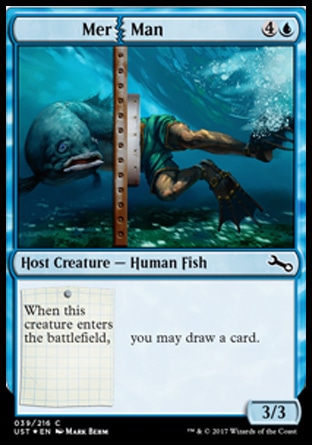 Mer Man 4
Host Creature — Human Fish
When this
creature enters
the battlefield, you may draw a card.
039/216 C
UST • EN MARK BEHM
3/3
™ & © 2017 Wizards of the Coast